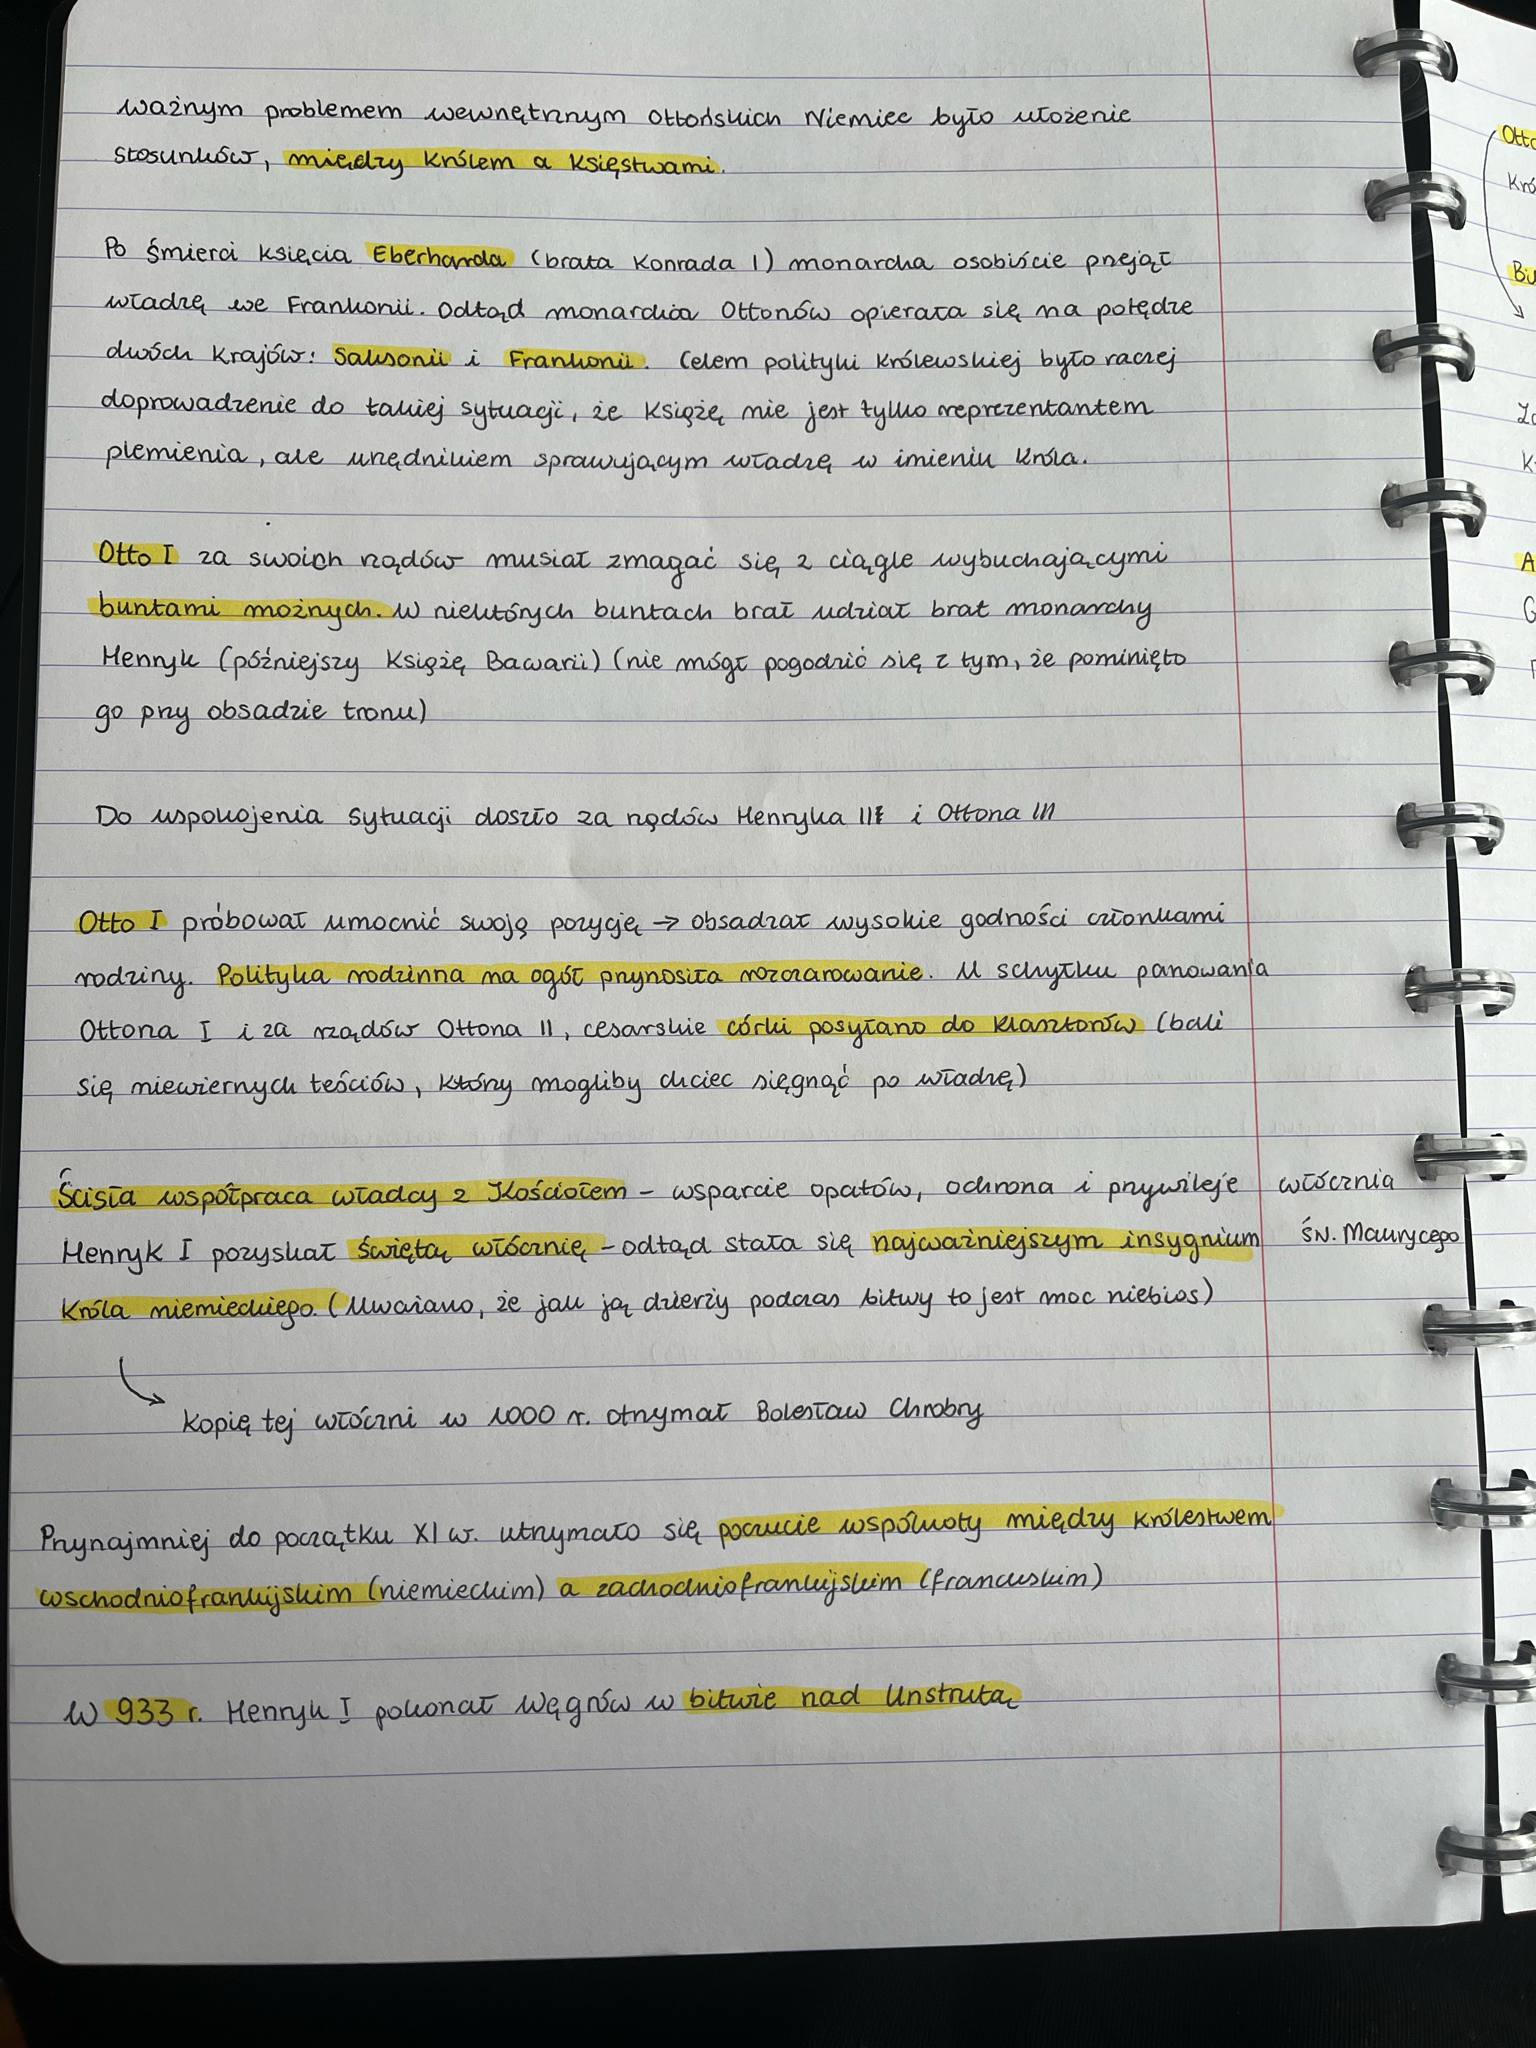 ważnym problemem wewnętrznym ottońskich Niemiec było ułożenie
stosunków, między królem a księstwami.
Po śmierci księcia Eberharda (brata Konrada I) monarcha osobiście przejął
władzę we Frankonii. Odtąd monarchia Ottonów opierała się na potędze
dwóch krajów: Saksonii i Frankonii. Celem polityki królewskiej było raczej
doprowadzenie do takiej sytuacji, że książę nie jest tylko reprezentantem
plemienia, ale urzędnikiem sprawującym władzę w imieniu króla.
Otto I za swoich rządów musiał zmagać się z ciągle wybuchającymi
buntami możnych. W niektórych buntach brał udział brat monarchy
Henryk (późniejszy Książę Bawarii) (nie mógł pogodzić się z tym, że pominięto
go przy obsadzie tronu)
Do uspokojenia sytuacji doszło za rządów Henryka II i Ottona III
Otto I próbował umocnić swoją pozycję → obsadzał wysokie godności członkami
rodziny. Polityka rodzinna na ogół przynosiła rozczarowanie. U schyłku panowania
Ottona I i za rządów Ottona II, cesarskie córki posyłano do klasztorów (bali
się niewiernych teściów, który mogliby chciec sięgnąć po władzę)
Ścisła współpraca władcy z Kościołem – wsparcie opatów, ochrona i przywileje włócznia
Henryk I pozyskał świętą włócznię – odtąd stała się najważniejszym insygnium św. Maurycego
króla niemieckiego. (Uważano, że jak ją dzierży podczas bitwy to jest moc niebios)
Kopię tej włóczni w 1000 r. otrzymał Bolesław Chrobry
Przynajmniej do początku XI w. utrzymało się poczucie wspólnoty między królestwem
wschodniofrankijskim (niemieckim) a zachodniofrankijskim (francuskim)
W 933 r. Henryk I pokonał Węgrów w bitwie nad Unstrutą
Bu